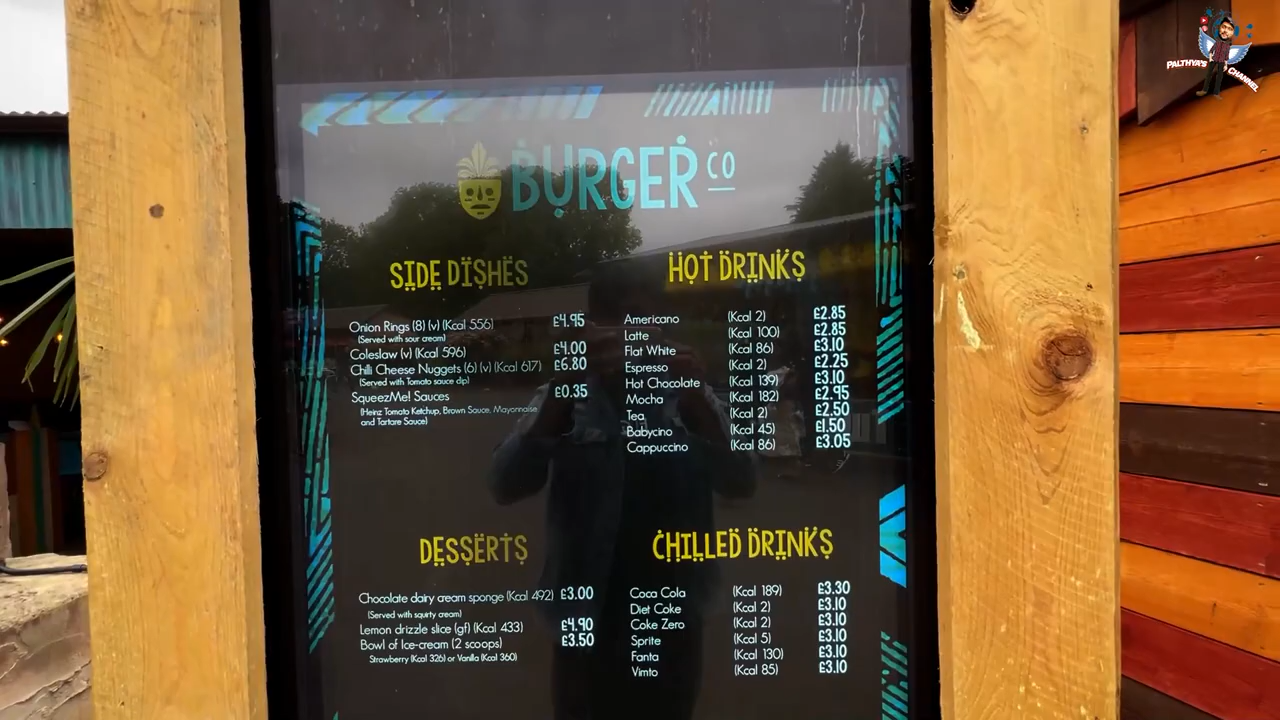 PALTHYA'S CHANNEL
BURGER CO
SIDE DISHES
Onion Rings (8) (v) (Kcal 556) £4.95
(Served with sour cream)
Coleslaw (v) (Kcal 596) £4.00
Chilli Cheese Nuggets (6) (v) (Kcal 617) £6.80
(Served with Tomato sauce dip)
SqueezMe! Sauces £0.35
(Heinz Tomato Ketchup, Brown Sauce, Mayonnaise
and Tartare Sauce)
HOT DRINKS
Americano (Kcal 2) £2.85
Latte (Kcal 100) £2.85
Flat White (Kcal 86) £3.10
Espresso (Kcal 2) £2.25
Hot Chocolate (Kcal 139) £3.10
Mocha (Kcal 182) £2.95
Tea (Kcal 2) £2.50
Babycino (Kcal 45) £1.50
Cappuccino (Kcal 86) £3.05
DESSERTS
Chocolate dairy cream sponge (Kcal 492) £3.00
(Served with squirty cream)
Lemon drizzle slice (gf) (Kcal 433) £4.90
Bowl of Ice-cream (2 scoops) £3.50
Strawberry (Kcal 326) or Vanilla (Kcal 360)
CHILLED DRINKS
Coca Cola (Kcal 189) £3.30
Diet Coke (Kcal 2) £3.10
Coke Zero (Kcal 2) £3.10
Sprite (Kcal 5) £3.10
Fanta (Kcal 130) £3.10
Vimto (Kcal 85) £3.10